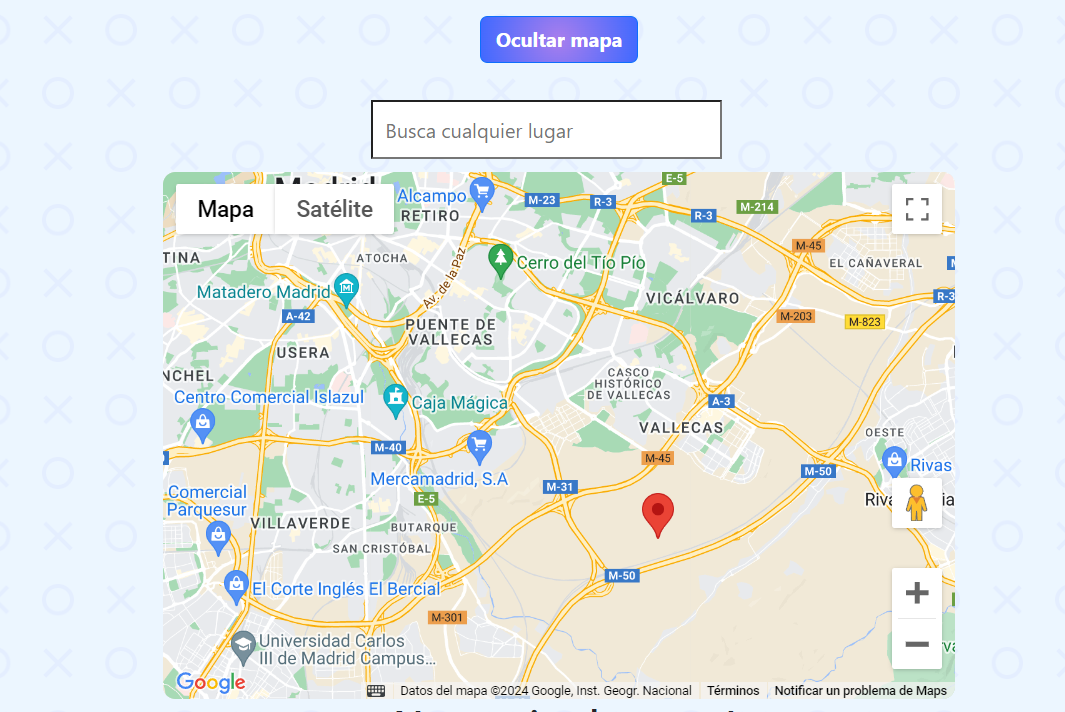 Ocultar mapa
Busca cualquier lugar
Madrid
Mapa
Satélite
Alcampo
RETIRO
E-5
M-23
R-3
R-3
M-214
M-45
TINA
ATOCHA
Av. de la Paz
Cerro del Tío Pío
EL CAÑAVERAL
Matadero Madrid
VICÁLVARO
R-3
A-42
M-203
M-823
PUENTE DE
VALLECAS
USERA
NCHEL
CASCO
HISTÓRICO
DE VALLECAS
Centro Comercial Islazul
Caja Mágica
A-3
VALLECAS
OESTE
M-40
M-45
Rivas
M-50
Mercamadrid, S.A
M-31
Comercial
Parquesur
E-5
Riva
ia
VILLAVERDE
BUTARQUE
SAN CRISTÓBAL
M-50
El Corte Inglés El Bercial
M-301
Universidad Carlos
III de Madrid Campus...
va
Google
Datos del mapa ©2024 Google, Inst. Geogr. Nacional
Términos
Notificar un problema de Maps